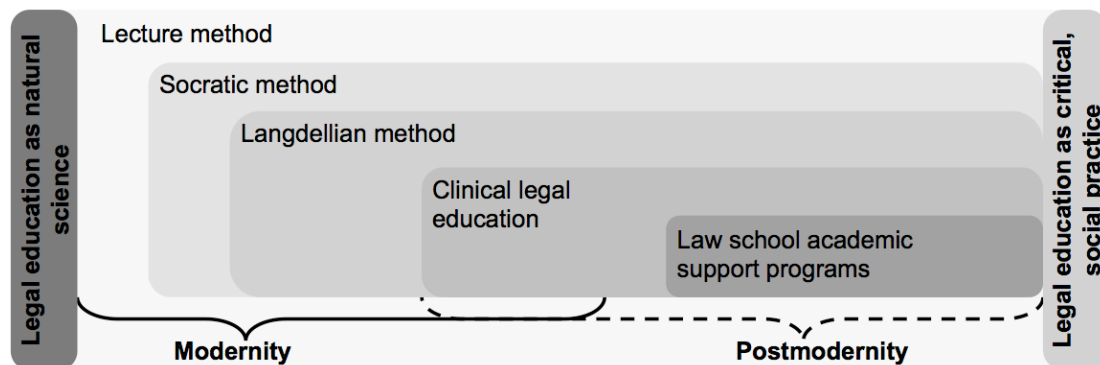 Legal education as natural
science
Lecture method
Socratic method
Langdellian method
Clinical legal
education
Law school academic
support programs
Modernity
Postmodernity
Legal education as critical,
social practice